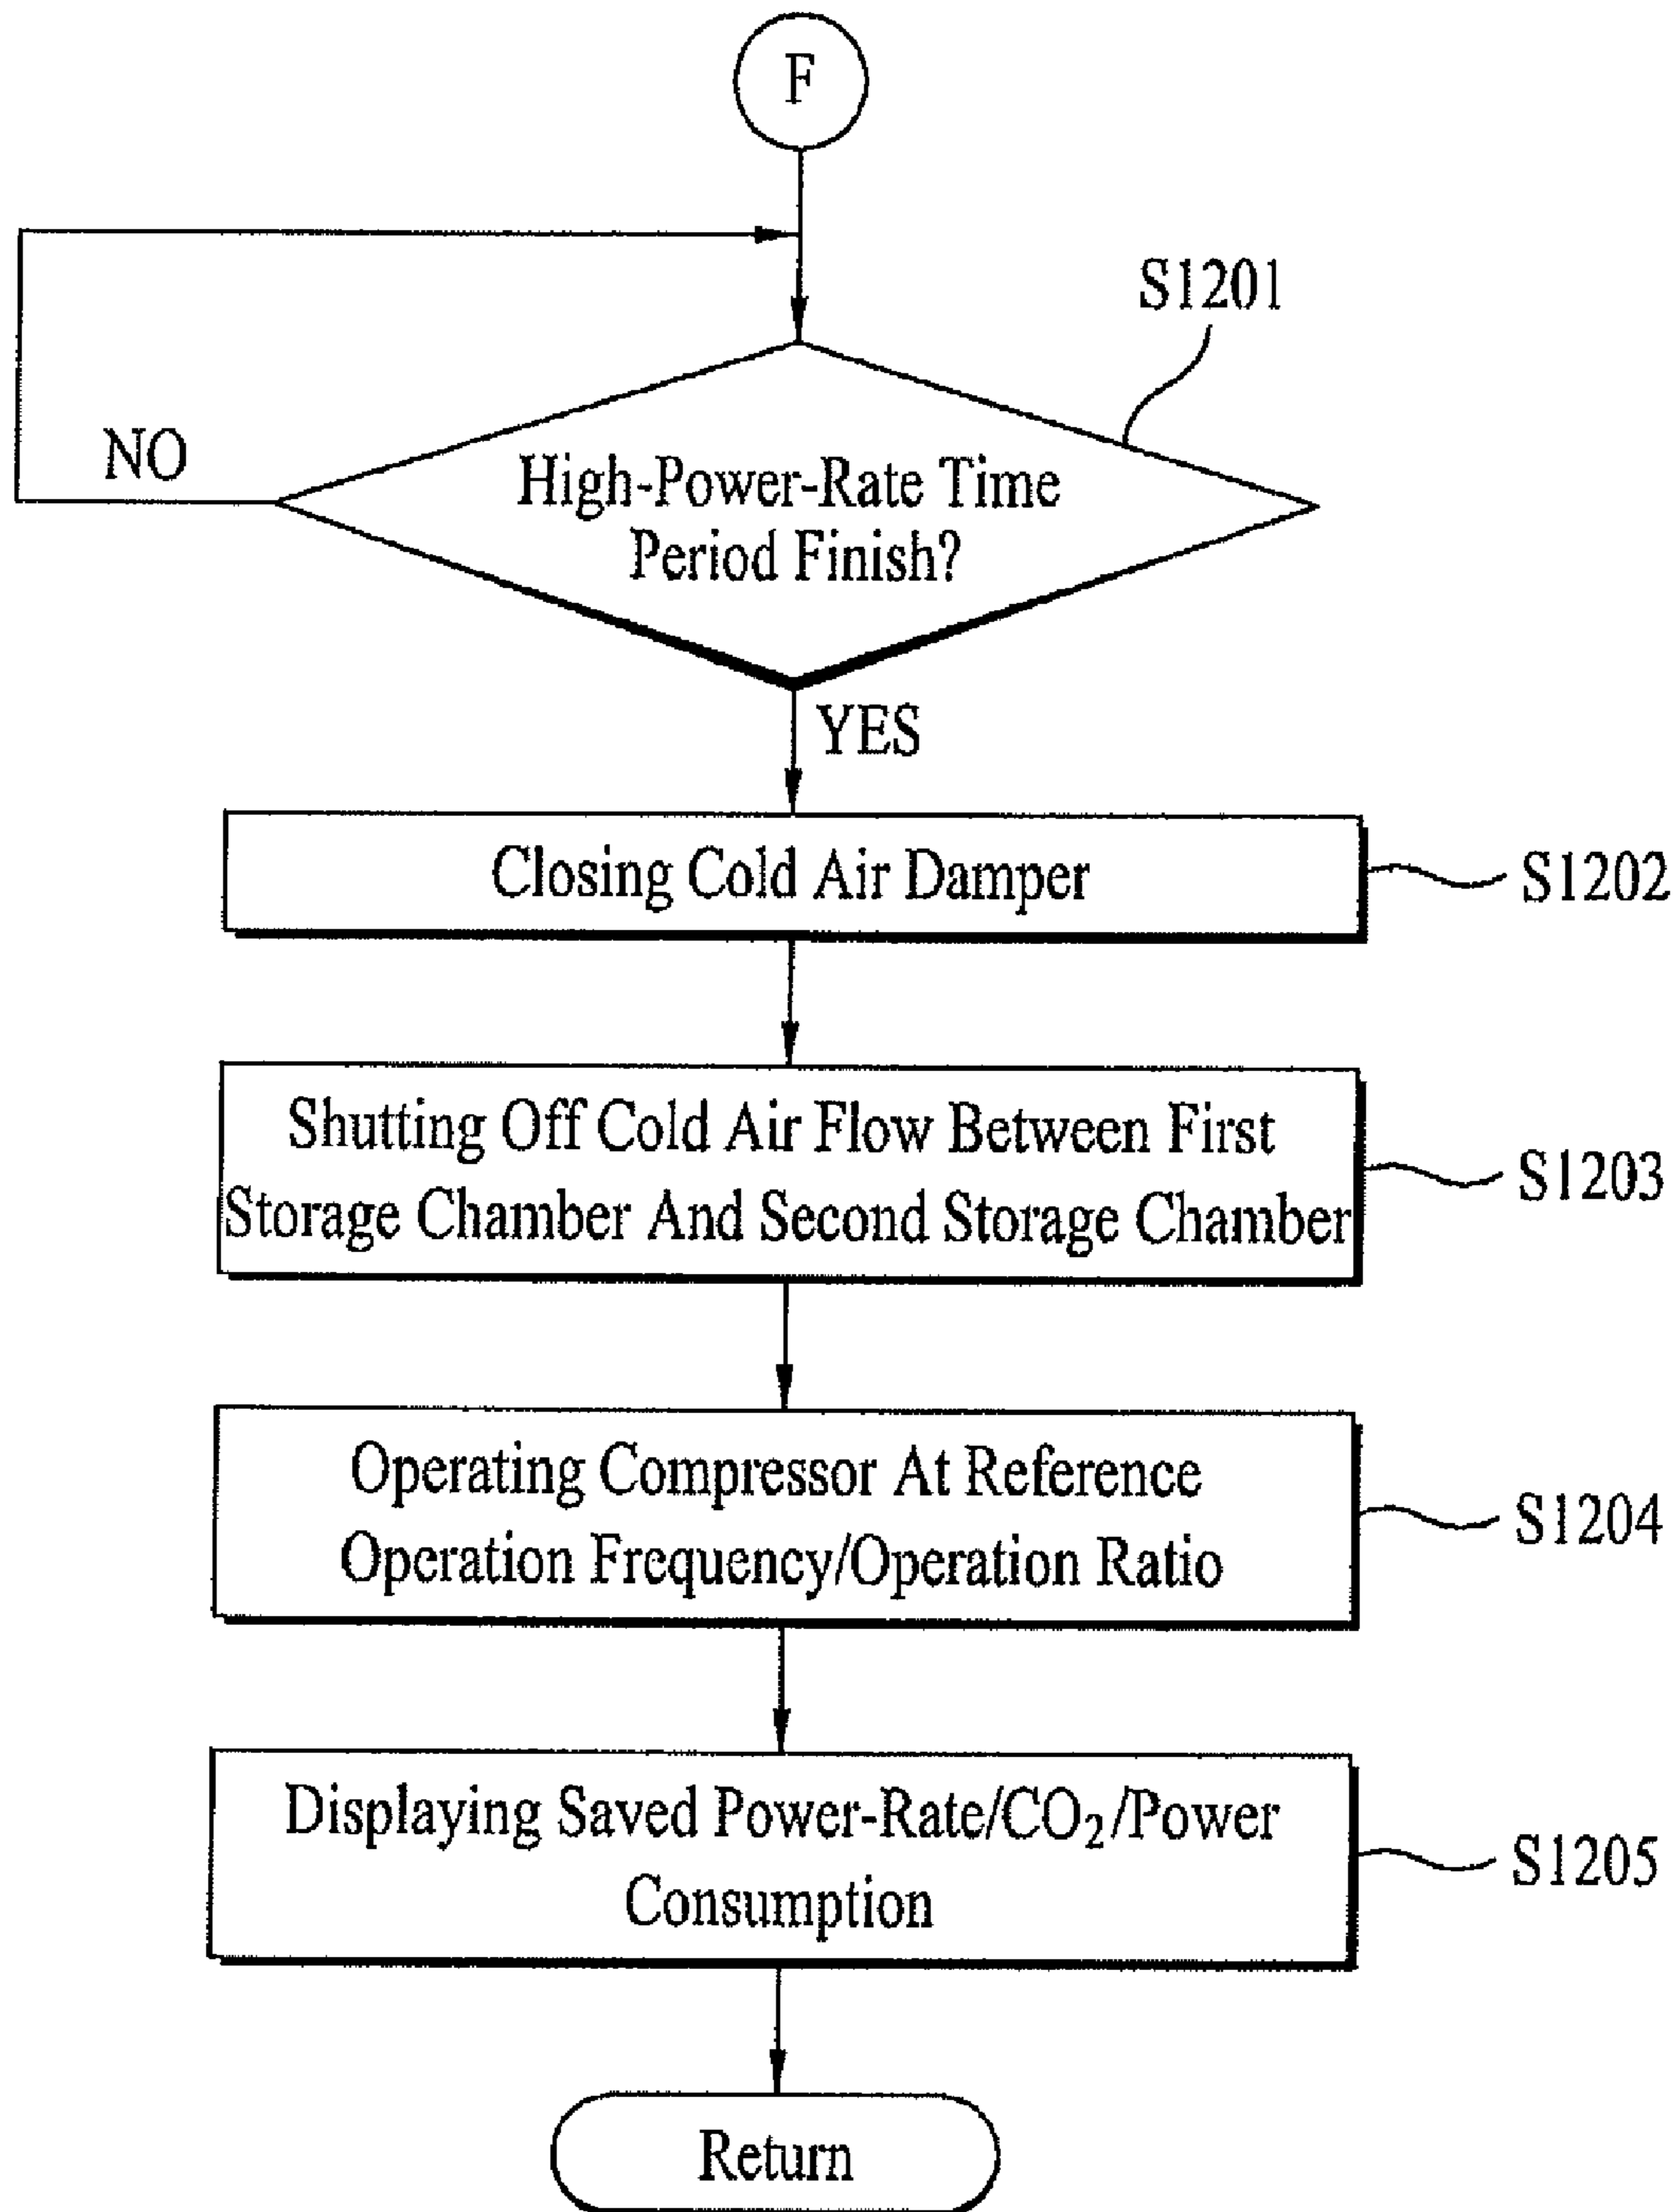 F
S1201
NO
High-Power-Rate Time
Period Finish?
YES
Closing Cold Air Damper
S1202
Shutting Off Cold Air Flow Between First
Storage Chamber And Second Storage Chamber
S1203
Operating Compressor At Reference
Operation Frequency/Operation Ratio
S1204
Displaying Saved Power-Rate/CO₂/Power
Consumption
S1205
Return